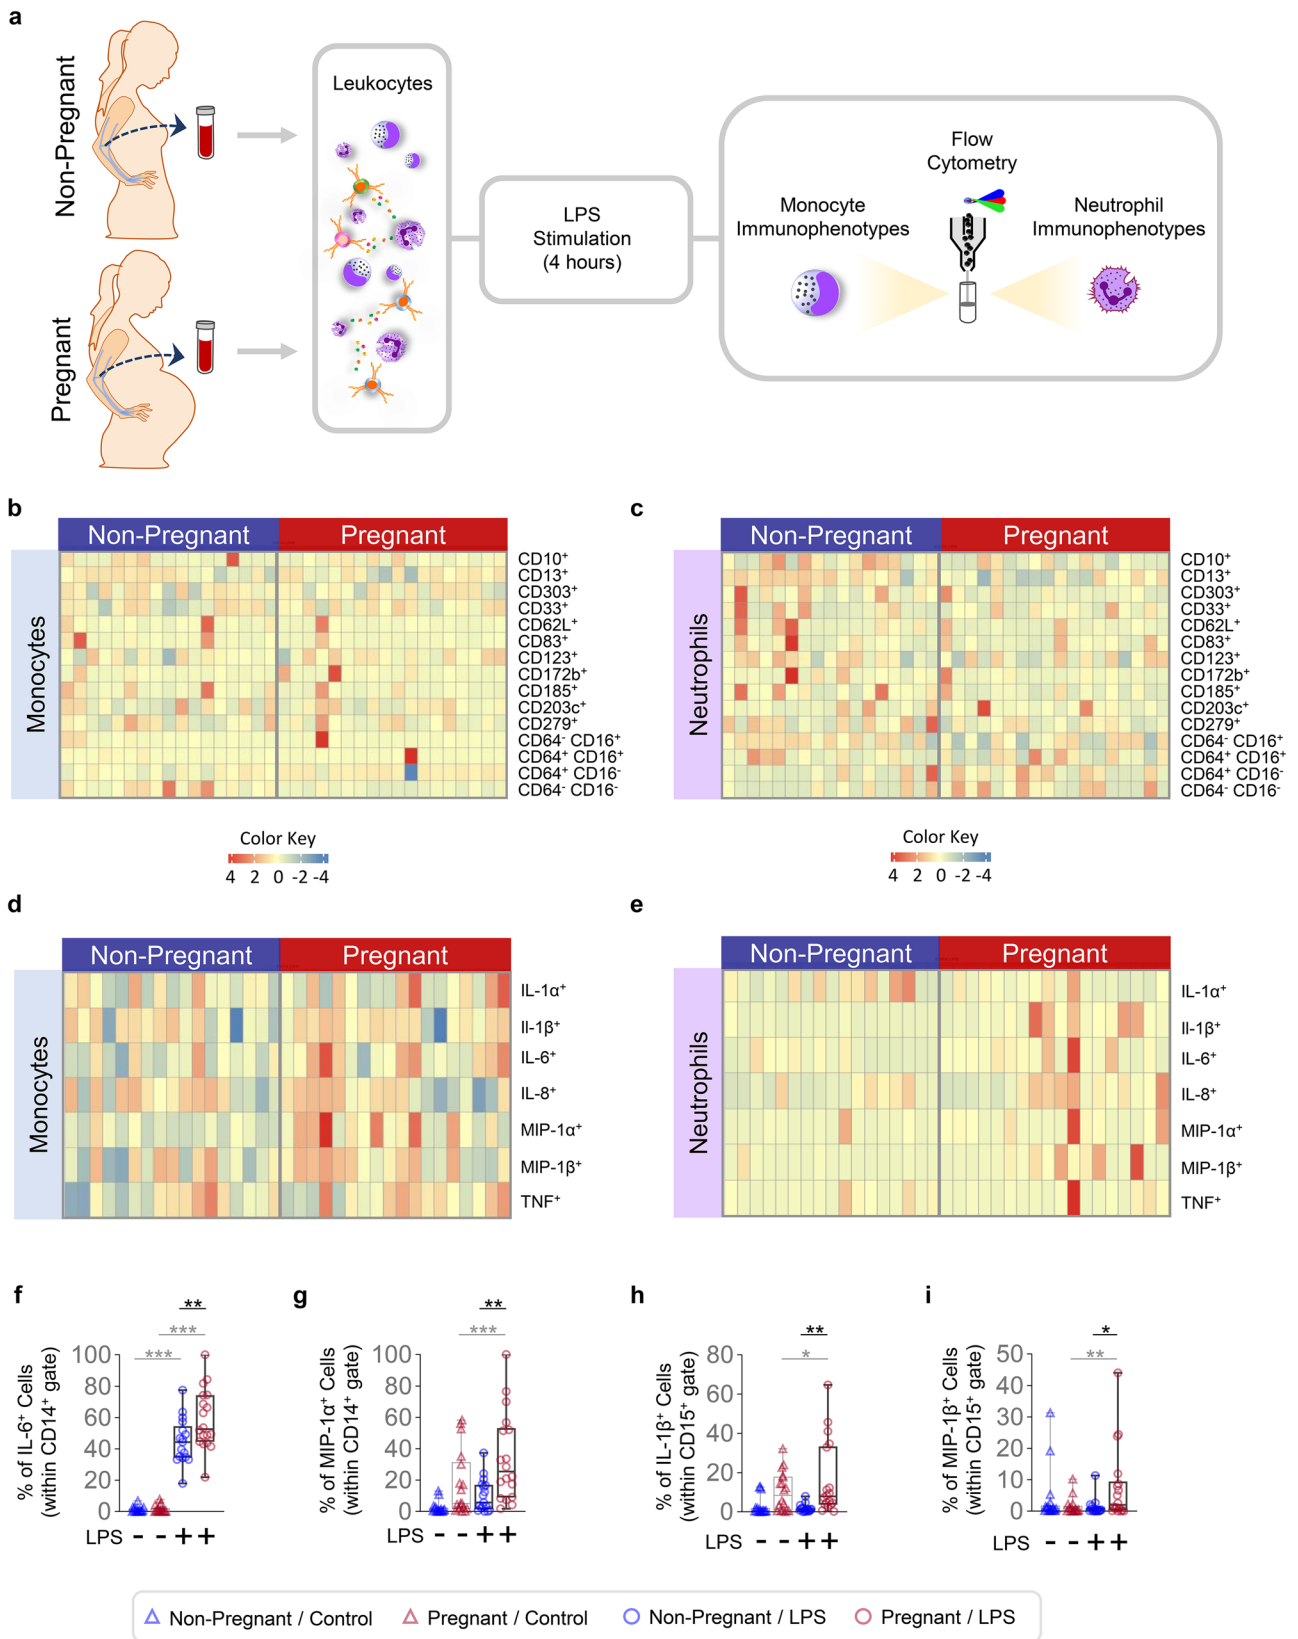 a
Non-Pregnant
Pregnant
Leukocytes
LPS
Stimulation
(4 hours)
Flow
Cytometry
Monocyte
Immunophenotypes
Neutrophil
Immunophenotypes
b
Non-Pregnant
Pregnant
Monocytes
CD10⁺
CD13⁺
CD303⁺
CD33⁺
CD62L⁺
CD83⁺
CD123⁺
CD172b⁺
CD185⁺
CD203c⁺
CD279⁺
CD64⁻ CD16⁺
CD64⁺ CD16⁺
CD64⁺ CD16⁻
CD64⁻ CD16⁻
Color Key
4 2 0 -2 -4
c
Non-Pregnant
Pregnant
Neutrophils
CD10⁺
CD13⁺
CD303⁺
CD33⁺
CD62L⁺
CD83⁺
CD123⁺
CD172b⁺
CD185⁺
CD203c⁺
CD279⁺
CD64⁻ CD16⁺
CD64⁺ CD16⁺
CD64⁺ CD16⁻
CD64⁻ CD16⁻
Color Key
4 2 0 -2 -4
d
Non-Pregnant
Pregnant
Monocytes
IL-1α⁺
Il-1β⁺
IL-6⁺
IL-8⁺
MIP-1α⁺
MIP-1β⁺
TNF⁺
e
Non-Pregnant
Pregnant
Neutrophils
IL-1α⁺
Il-1β⁺
IL-6⁺
IL-8⁺
MIP-1α⁺
MIP-1β⁺
TNF⁺
f
% of IL-6⁺ Cells
(within CD14⁺ gate)
**
***
***
100
80
60
40
20
0
LPS - - + +
g
% of MIP-1α⁺ Cells
(within CD14⁺ gate)
**
***
100
80
60
40
20
0
LPS - - + +
h
% of IL-1β⁺ Cells
(within CD15⁺ gate)
**
*
80
60
40
20
0
LPS - - + +
i
% of MIP-1β⁺ Cells
(within CD15⁺ gate)
*
**
50
40
30
20
10
0
LPS - - + +
Non-Pregnant / Control
Pregnant / Control
Non-Pregnant / LPS
Pregnant / LPS